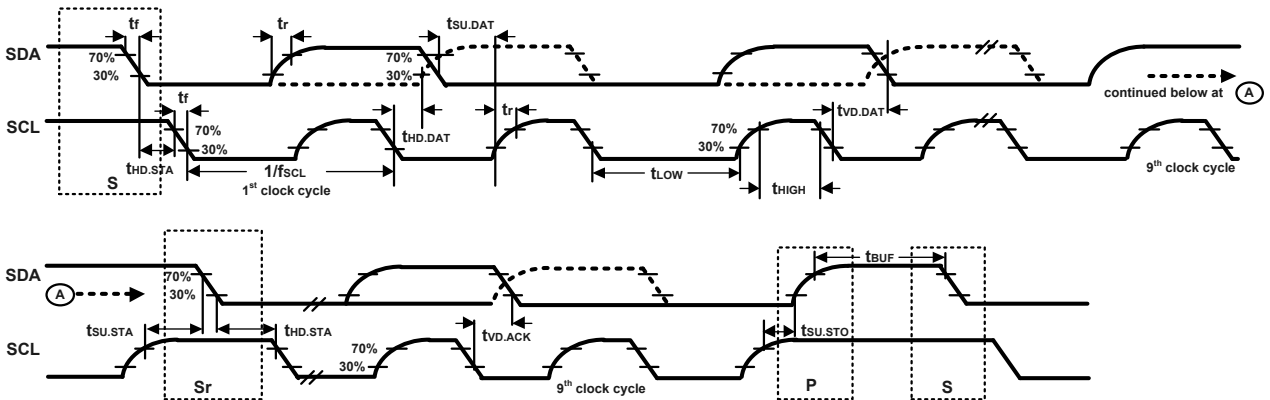 tf
tr
tSU.DAT
SDA
70%
30%
70%
30%
continued below at A
tf
tHD.DAT
tr
tVD.DAT
SCL
70%
30%
70%
30%
tHD.STA
1/fSCL
1st clock cycle
tLOW
tHIGH
9th clock cycle
S
SDA
70%
30%
A
tBUF
tSU.STA
tHD.STA
tVD.ACK
tSU.STO
SCL
70%
30%
Sr
9th clock cycle
P
S